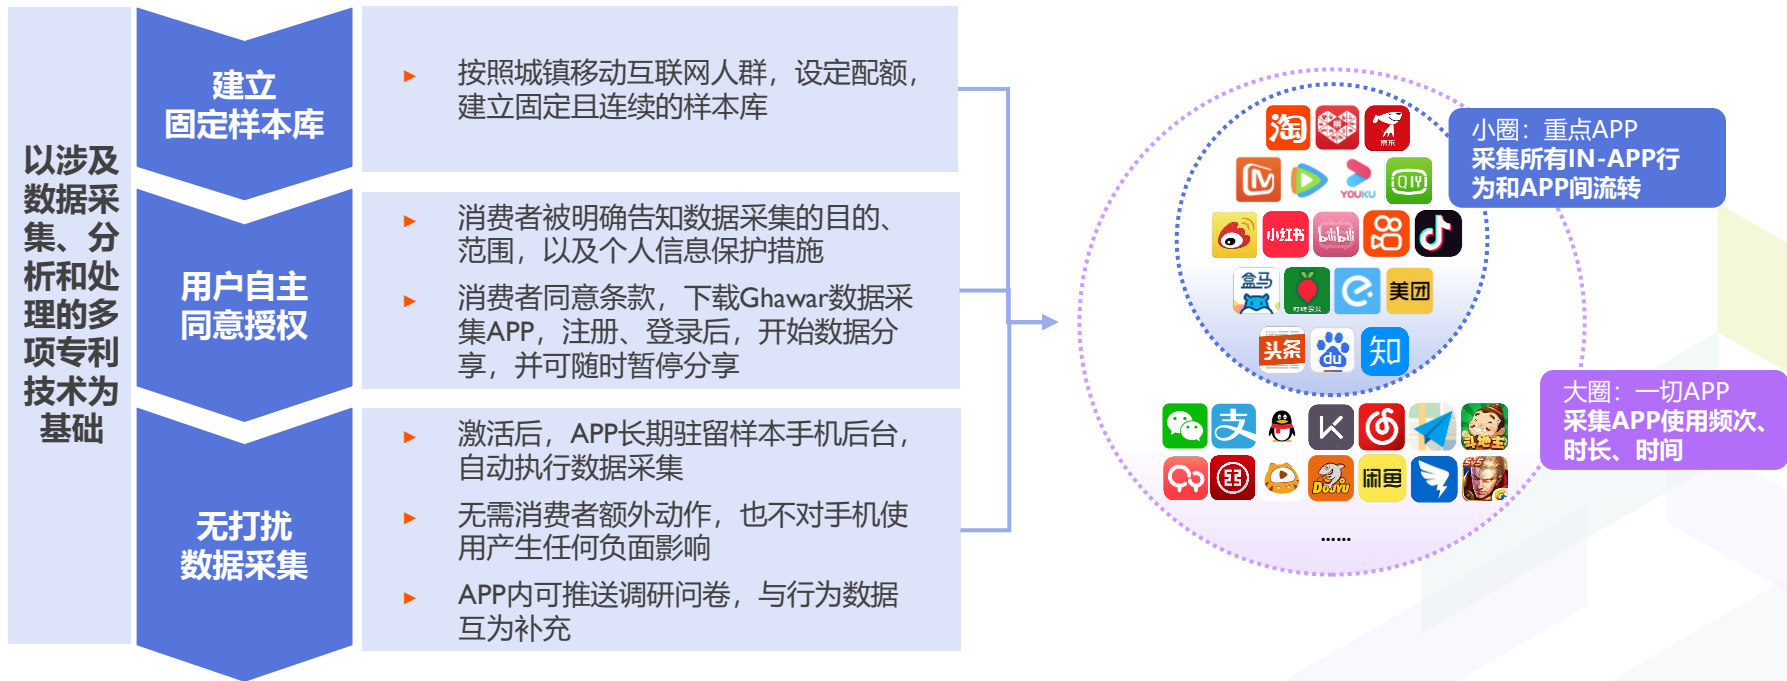 以涉及
数据采
集、分
析和处
理的多
项专利
技术为
基础
建立
固定样本库
按照城镇移动互联网人群，设定配额，
建立固定且连续的样本库
用户自主
同意授权
消费者被明确告知数据采集的目的、
范围，以及个人信息保护措施
消费者同意条款，下载Ghawar数据采
集APP，注册、登录后，开始数据分
享，并可随时暂停分享
无打扰
数据采集
激活后，APP长期驻留样本手机后台，
自动执行数据采集
无需消费者额外动作，也不对手机使
用产生任何负面影响
APP内可推送调研问卷，与行为数据
互为补充
小圈：重点APP
采集所有IN-APP行
为和APP间流转
淘
京东
YOUKU
QIY
小红书
bilibili
盒马
美团
头条
du
知
大圈：一切APP
采集APP使用频次、
时长、时间
支
斗地主
DOUYU
闲鱼
5V5
......